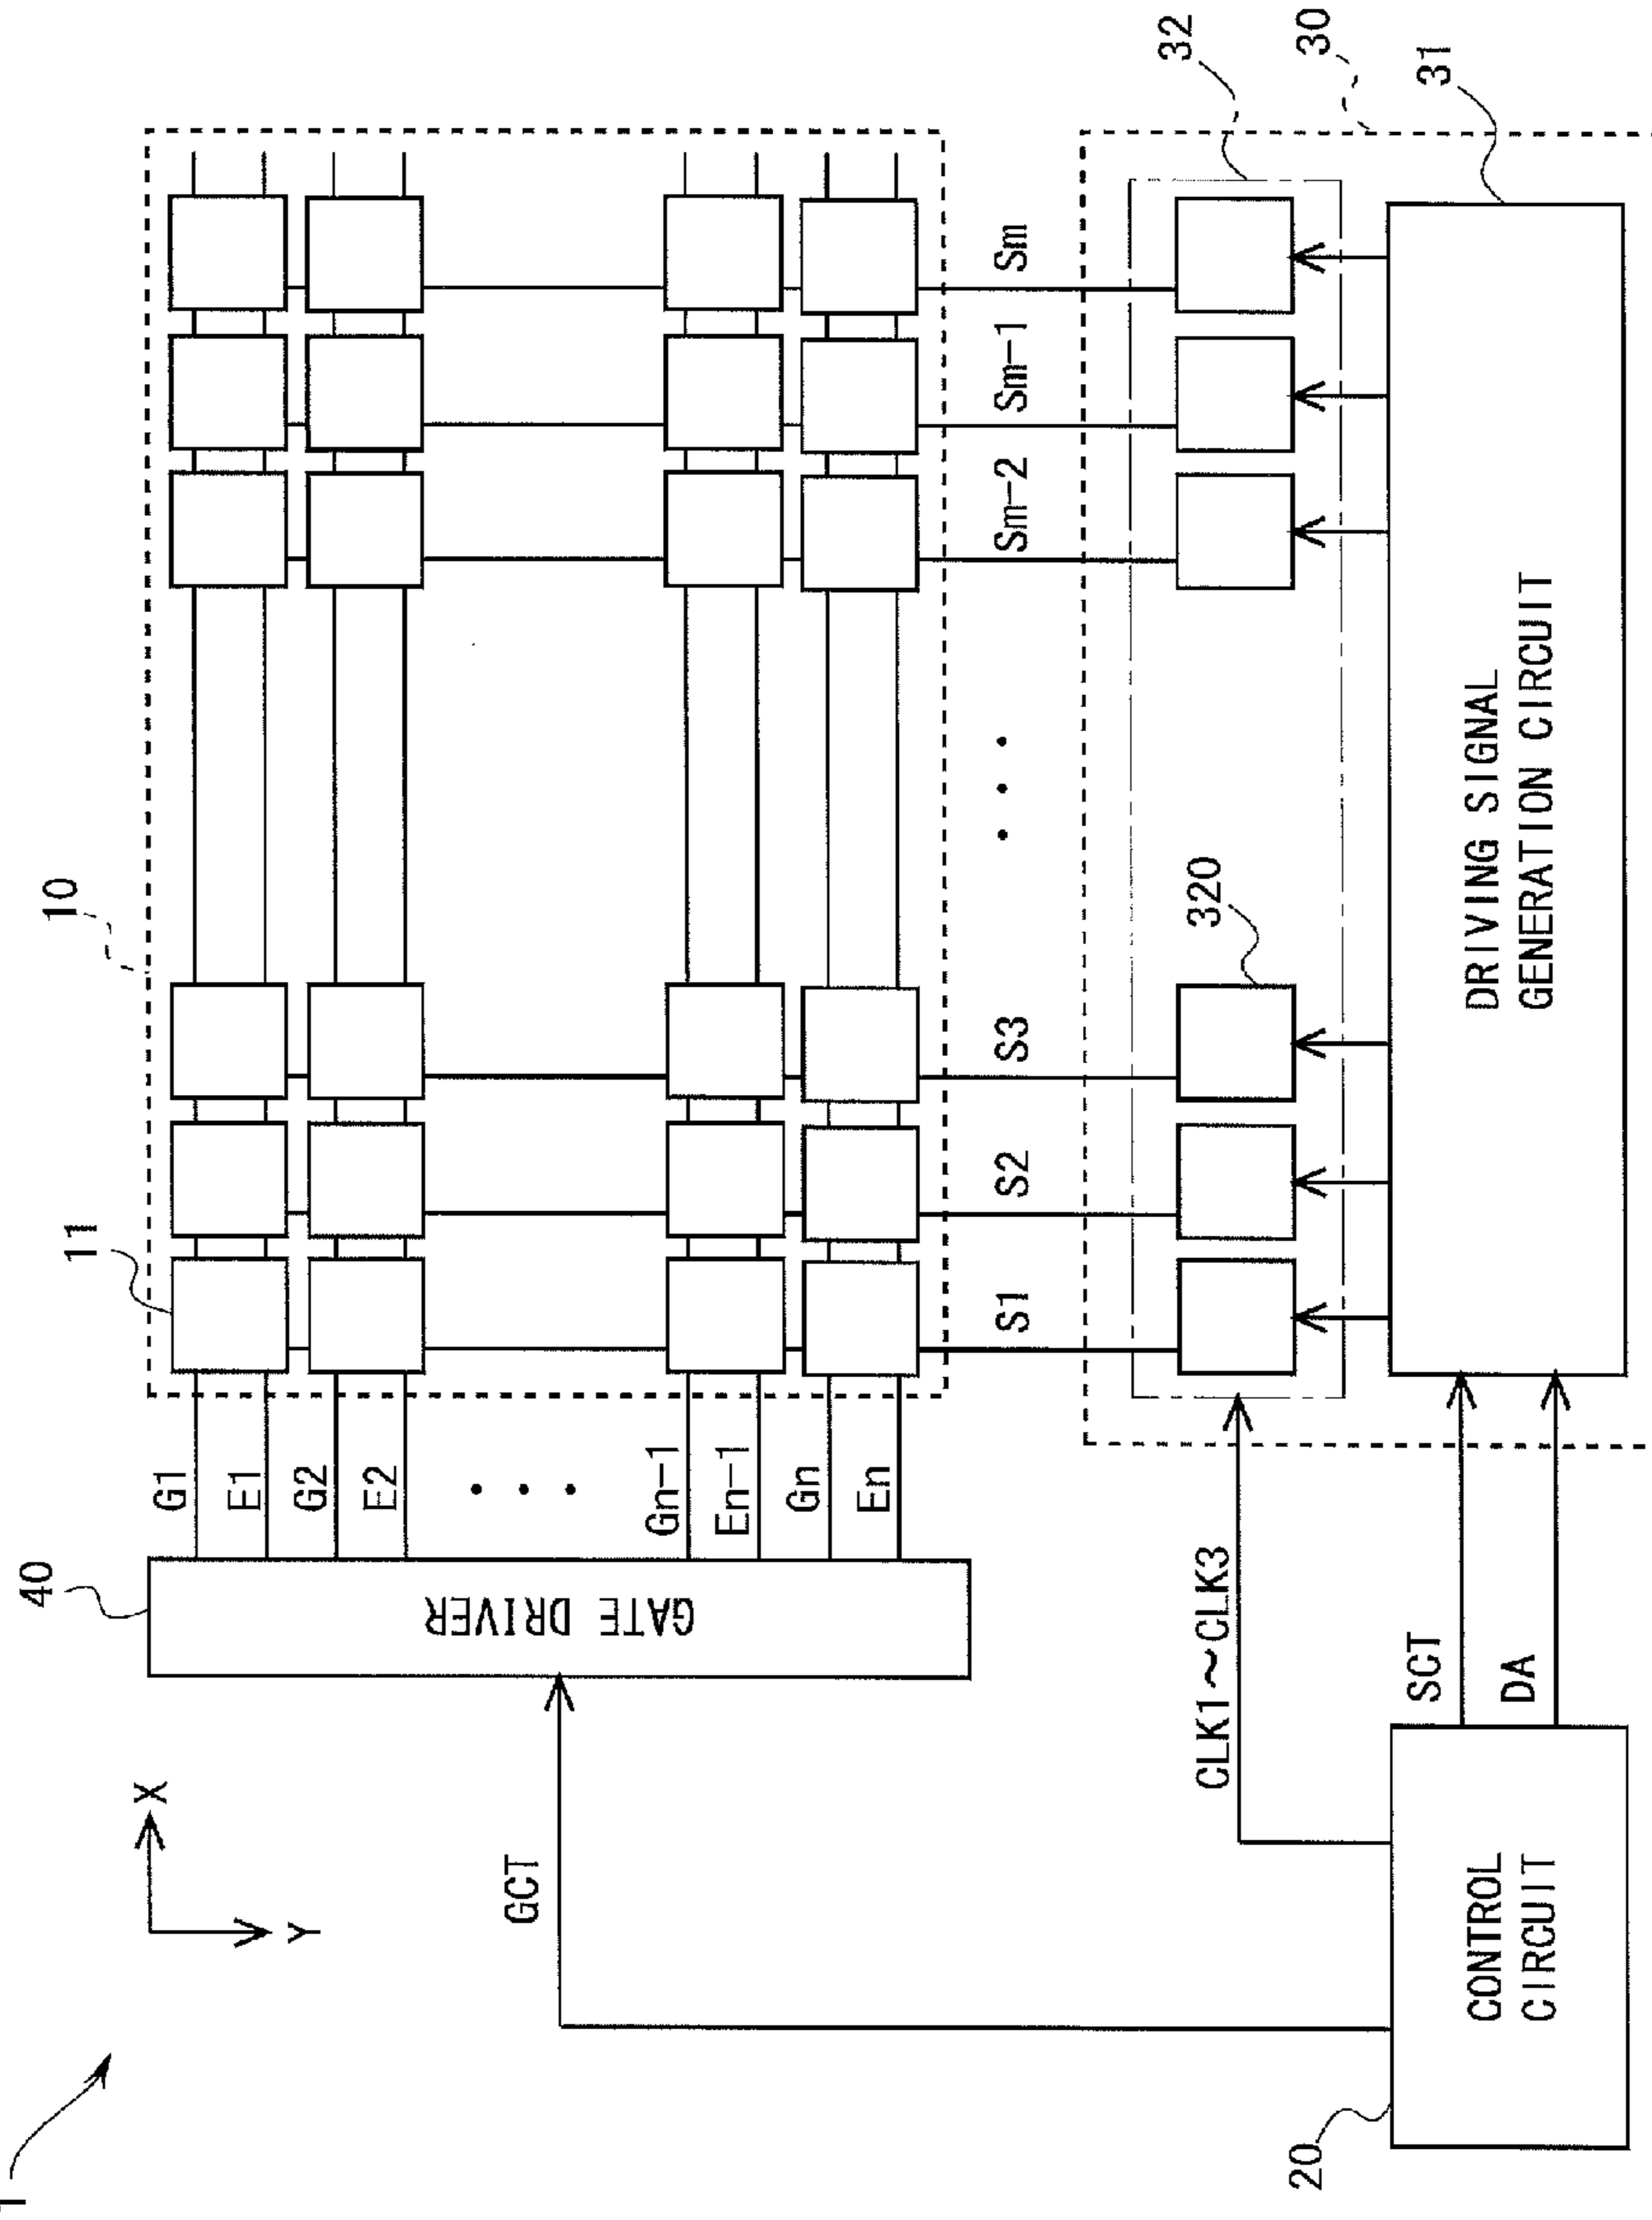 1
X
Y
40
GATE DRIVER
GCT
G1
E1
G2
E2
Gn-1
En-1
Gn
En
10
11
S1
S2
S3
Sm-2
Sm-1
Sm
320
32
30
31
DRIVING SIGNAL
GENERATION CIRCUIT
CLK1~CLK3
SCT
DA
20
CONTROL
CIRCUIT